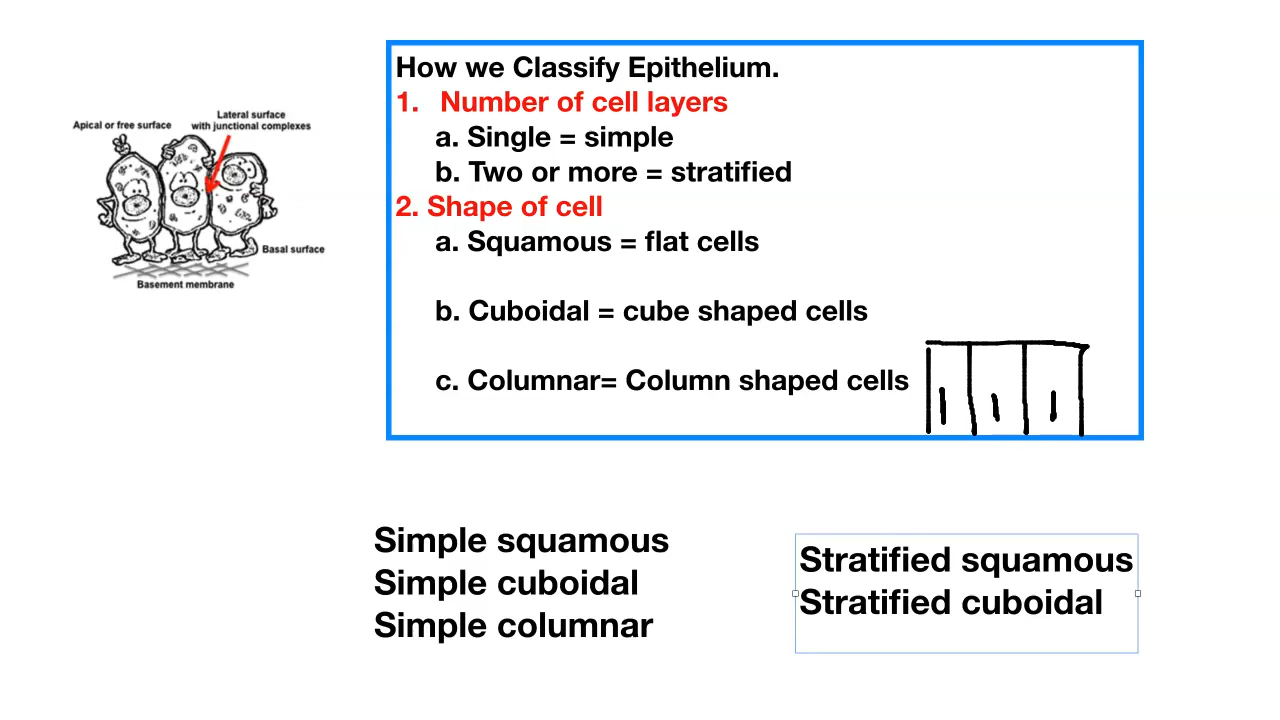 Apical or free surface
Lateral surface
with junctional complexes
Basal surface
Basement membrane
How we Classify Epithelium.
1. Number of cell layers
a. Single = simple
b. Two or more = stratified
2. Shape of cell
a. Squamous = flat cells
b. Cuboidal = cube shaped cells
c. Columnar= Column shaped cells
Simple squamous
Simple cuboidal
Simple columnar
Stratified squamous
Stratified cuboidal